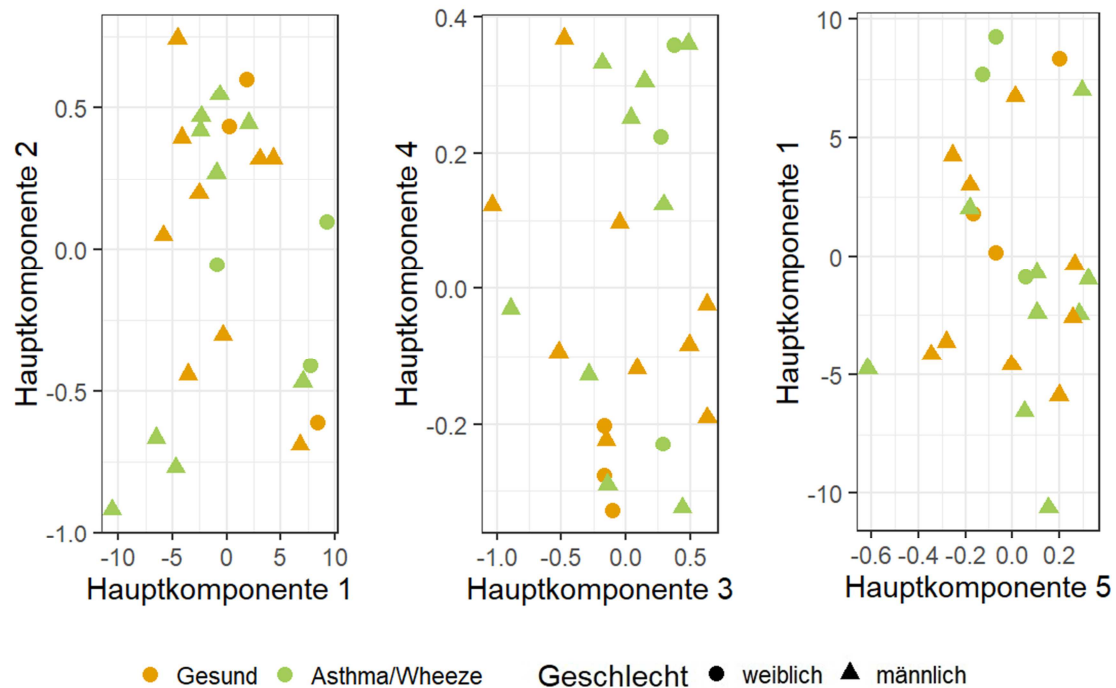 Hauptkomponente 2
0.5
0.0
-0.5
-1.0
-10 -5 0 5 10
Hauptkomponente 1
Hauptkomponente 4
0.4
0.2
0.0
-0.2
-1.0 -0.5 0.0 0.5
Hauptkomponente 3
Hauptkomponente 1
10
5
0
-5
-10
-0.6 -0.4 -0.2 0.0 0.2
Hauptkomponente 5
Gesund Asthma/Wheeze Geschlecht weiblich männlich